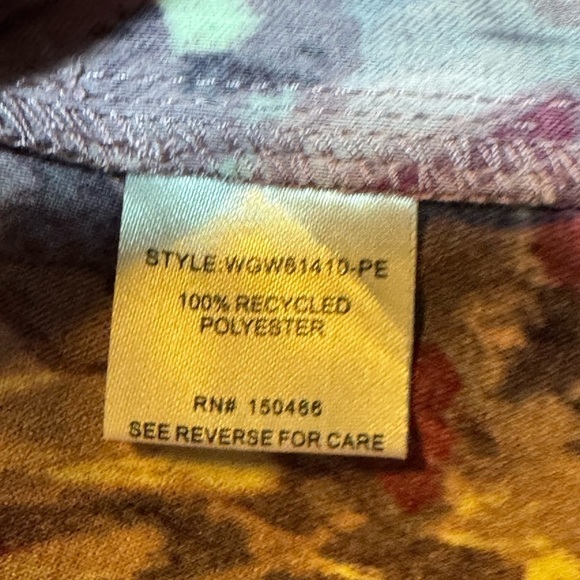 STYLE:WGW61410-PE
100% RECYCLED
POLYESTER
RN# 150486
SEE REVERSE FOR CARE